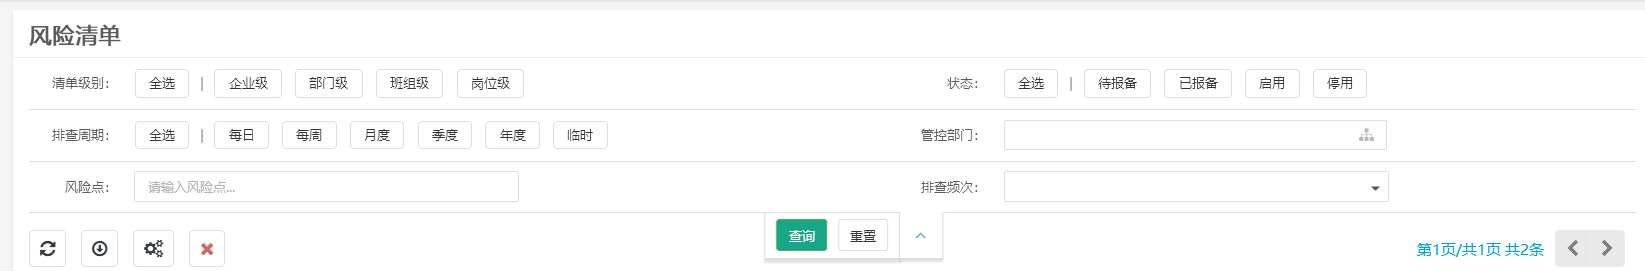 风险清单
清单级别： 全选 | 企业级 部门级 班组级 岗位级 状态： 全选 | 待报备 已报备 启用 停用
排查周期： 全选 | 每日 每周 月度 季度 年度 临时 管控部门：
风险点： 请输入风险点... 排查频次：
查询 重置
第1页/共1页 共2条